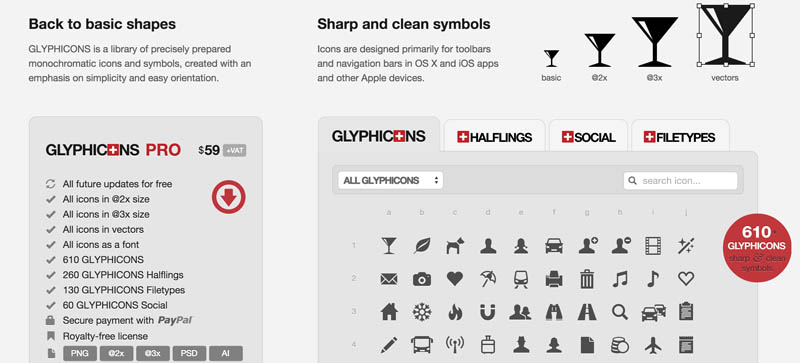 Back to basic shapes
GLYPHICONS is a library of precisely prepared
monochromatic icons and symbols, created with an
emphasis on simplicity and easy orientation.
Sharp and clean symbols
Icons are designed primarily for toolbars
and navigation bars in OS X and iOS apps
and other Apple devices.
basic @2x @3x vectors
GLYPHICONS PRO $59 +VAT
All future updates for free
All icons in @2x size
All icons in @3x size
All icons in vectors
All icons as a font
610 GLYPHICONS
260 GLYPHICONS Halflings
130 GLYPHICONS Filetypes
60 GLYPHICONS Social
Secure payment with PayPal
Royalty-free license
PNG @2x @3x PSD AI
GLYPHICONS HALFLINGS SOCIAL FILETYPES
ALL GLYPHICONS search icon...
a b c d e f g h i j
1
2
3
4
610
GLYPHICONS
sharp & clean
symbols